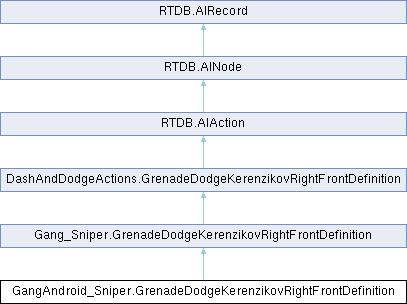 RTDB.AIRecord
RTDB.AINode
RTDB.AIAction
DashAndDodgeActions.GrenadeDodgeKerenzikovRightFrontDefinition
Gang_Sniper.GrenadeDodgeKerenzikovRightFrontDefinition
GangAndroid_Sniper.GrenadeDodgeKerenzikovRightFrontDefinition